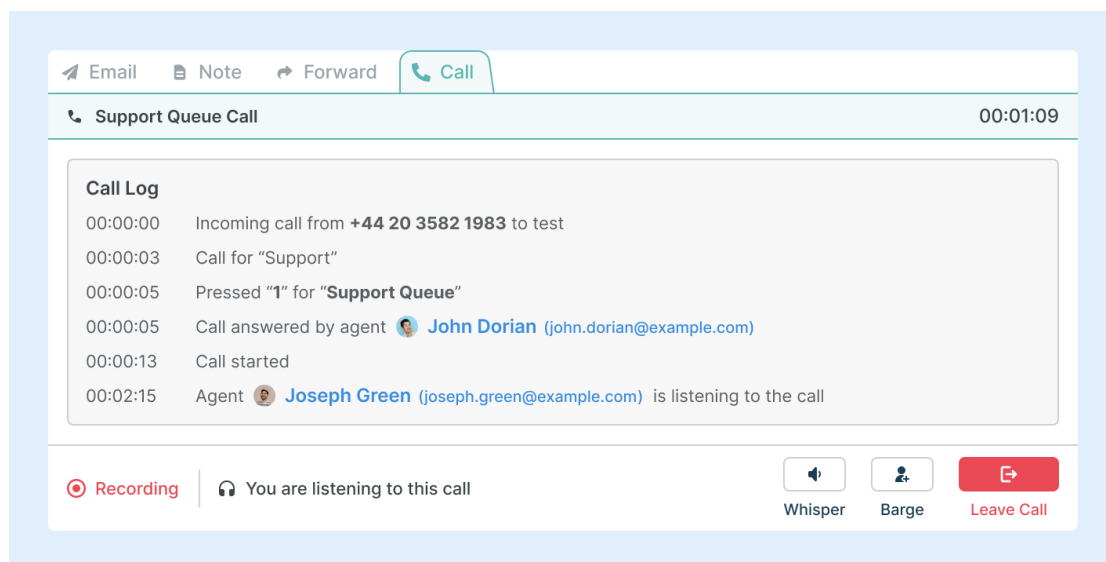 Email Note Forward Call
Support Queue Call 00:01:09
Call Log
00:00:00 Incoming call from +44 20 3582 1983 to test
00:00:03 Call for “Support”
00:00:05 Pressed “1” for “Support Queue”
00:00:05 Call answered by agent John Dorian (john.dorian@example.com)
00:00:13 Call started
00:02:15 Agent Joseph Green (joseph.green@example.com) is listening to the call
Recording You are listening to this call
Whisper Barge Leave Call